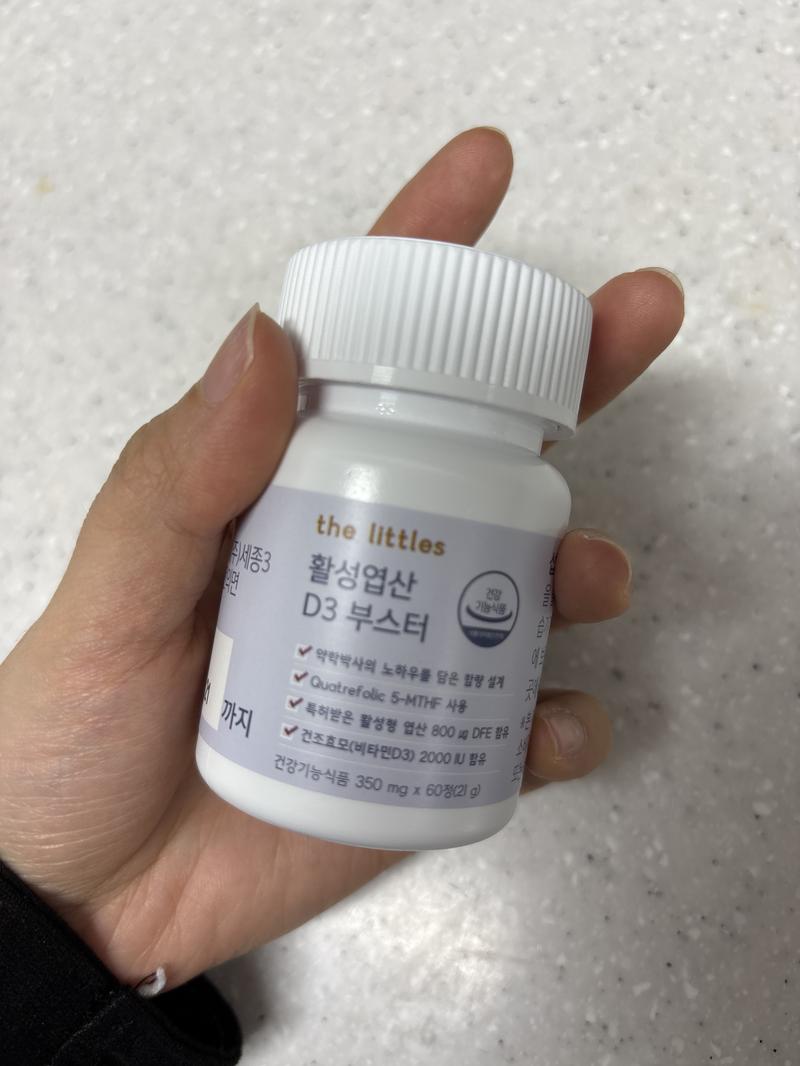 the littles
활성엽산
D3 부스터
건강
기능식품
약학박사의 노하우를 담은 함량 설계
Quatrefolic 5-MTHF 사용
특허받은 활성형 엽산 800 ㎍ DFE 함유
건조효모(비타민D3) 2000 IU 함유
건강기능식품 350 mg x 60정(21 g)
세종3
까지